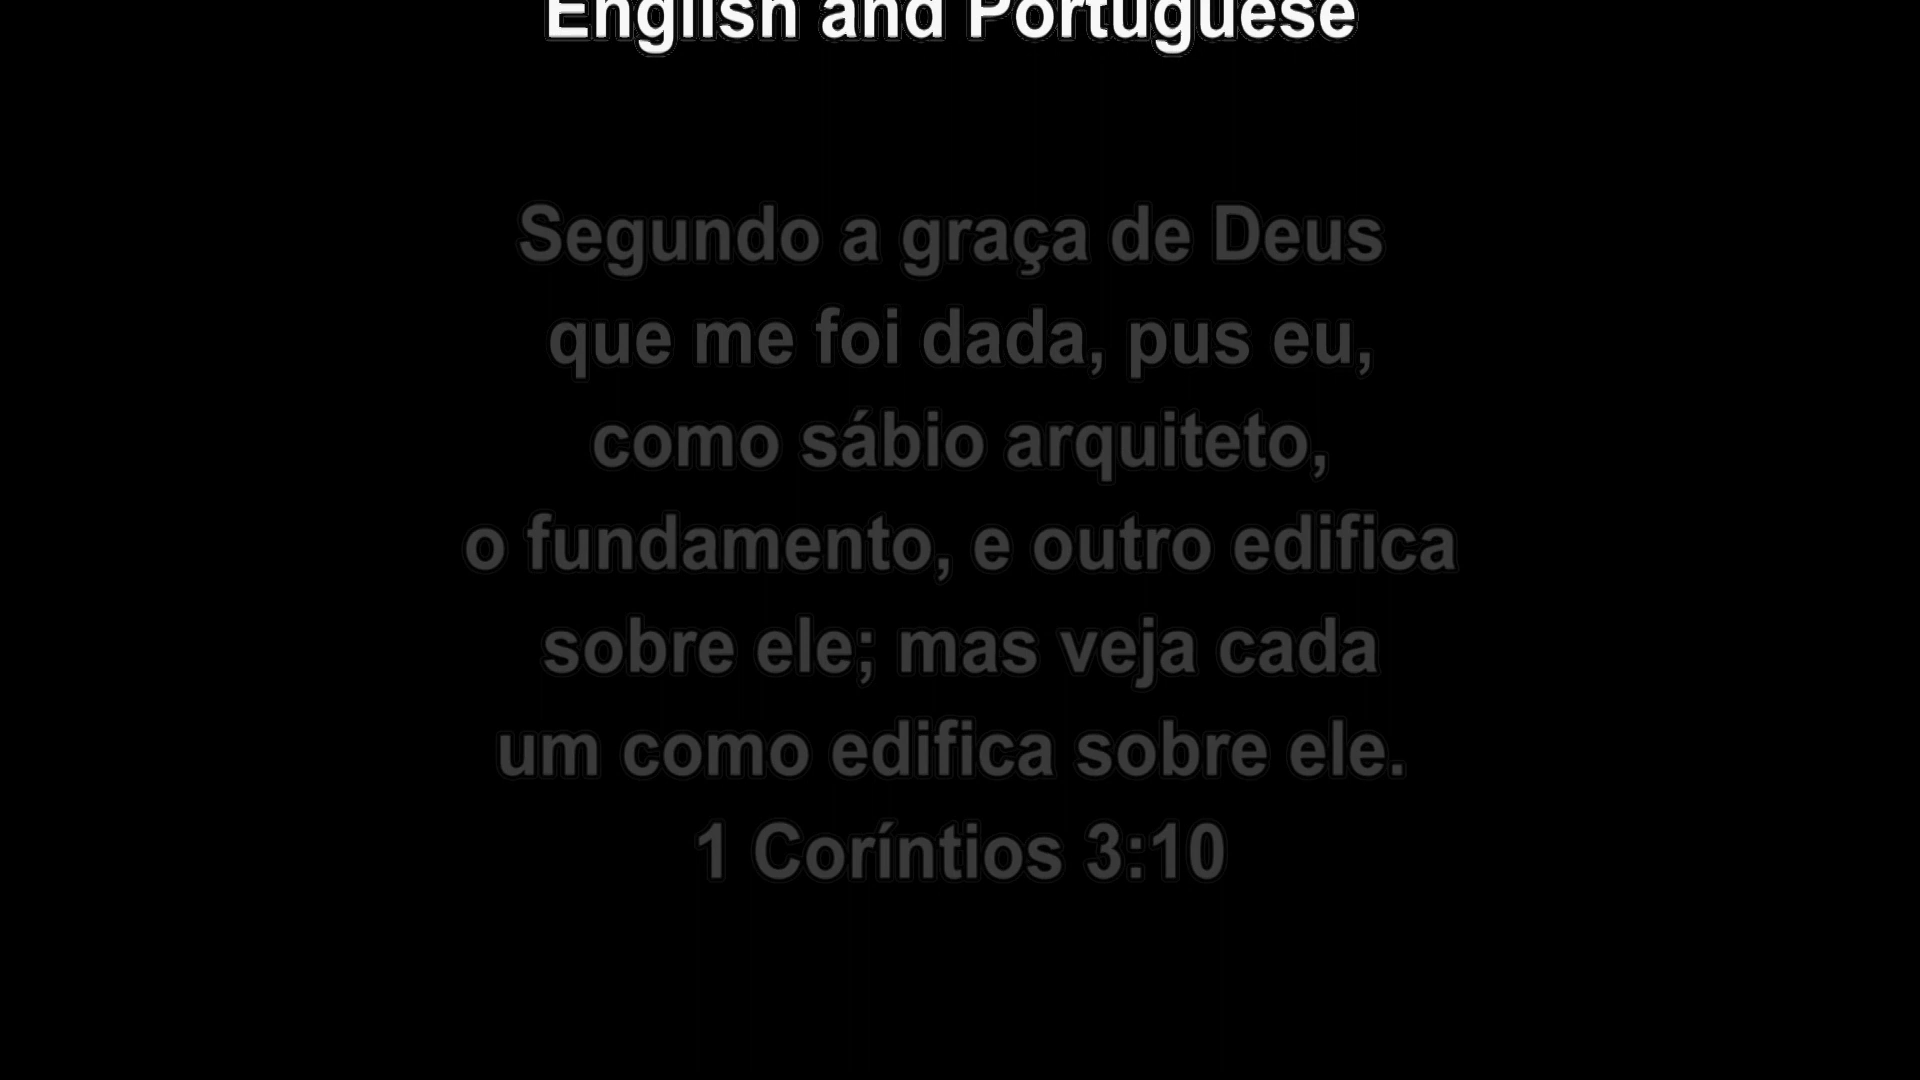 English and Portuguese
Segundo a graça de Deus
que me foi dada, pus eu,
como sábio arquiteto,
o fundamento, e outro edifica
sobre ele; mas veja cada
um como edifica sobre ele.
1 Coríntios 3:10